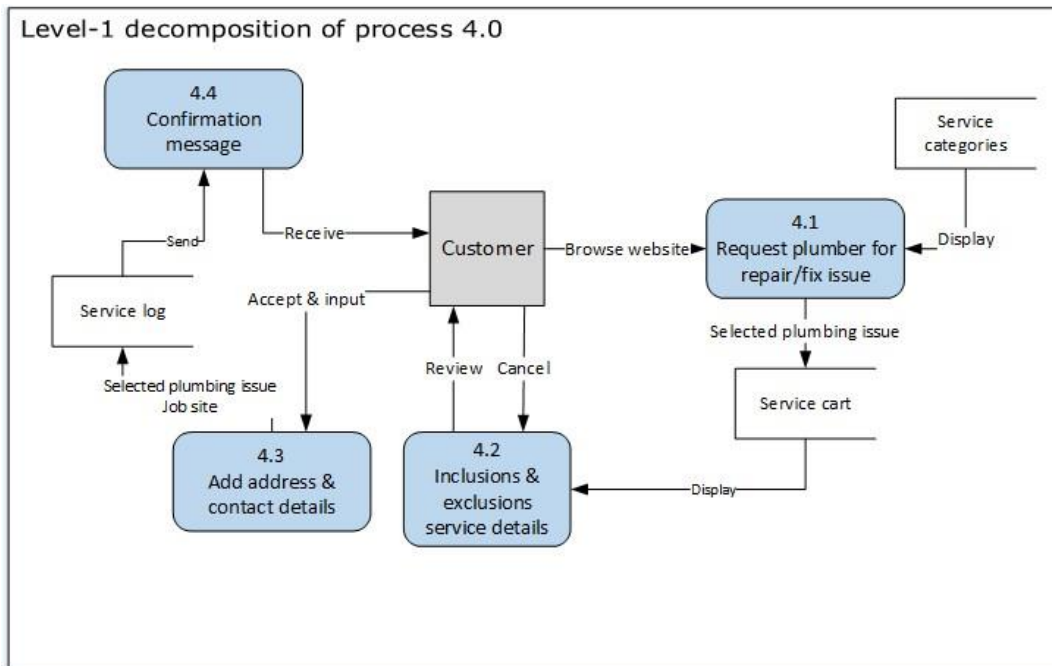 Level-1 decomposition of process 4.0
4.4
Confirmation
message
Service
categories
Send
Receive
Customer
Browse website
4.1
Request plumber for
repair/fix issue
Display
Service log
Accept & input
Selected plumbing issue
Review
Cancel
Selected plumbing issue
Job site
Service cart
4.3
Add address &
contact details
4.2
Inclusions &
exclusions
service details
Display